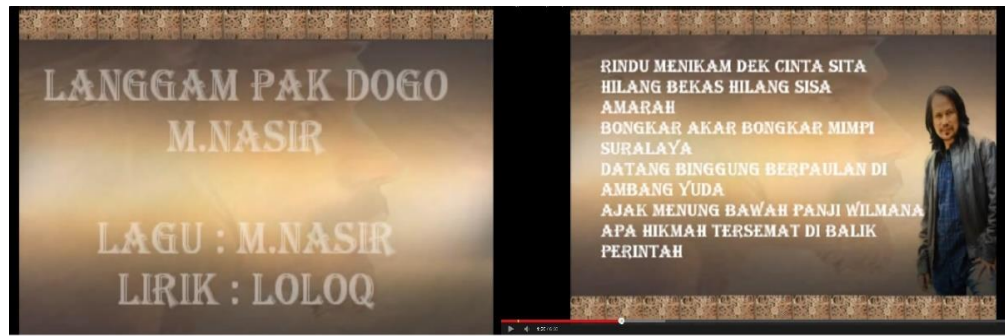 LANGGAM PAK DOGO
M.NASIR
LAGU : M.NASIR
LIRIK : LOLOQ
RINDU MENIKAM DEK CINTA SITA
HILANG BEKAS HILANG SISA
AMARAH
BONGKAR AKAR BONGKAR MIMPI
SURALAYA
DATANG BINGGUNG BERPAULAN DI
AMBANG YUDA
AJAK MENUNG BAWAH PANJI WILMANA
APA HIKMAH TERSEMAT DI BALIK
PERINTAH